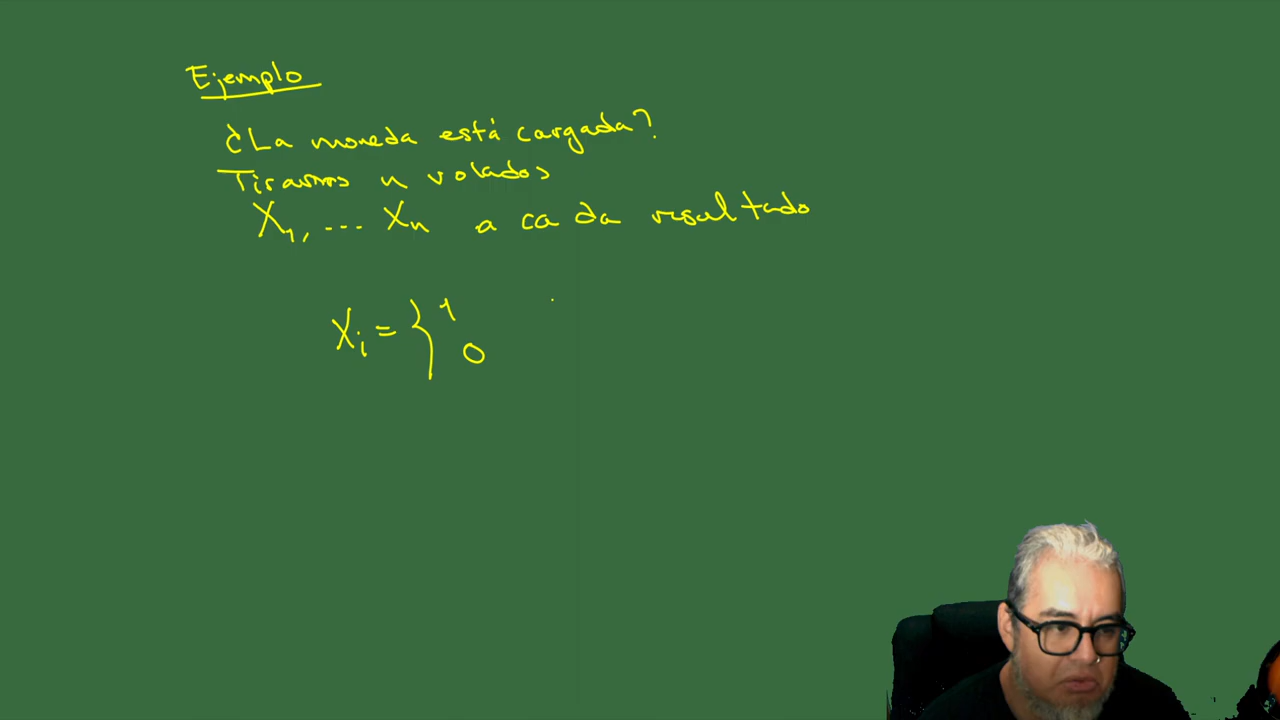 Ejemplo
¿La moneda está cargada?
Tiramos n volados
X₁, ... Xₙ a cada resultado
Xᵢ = { 1
0